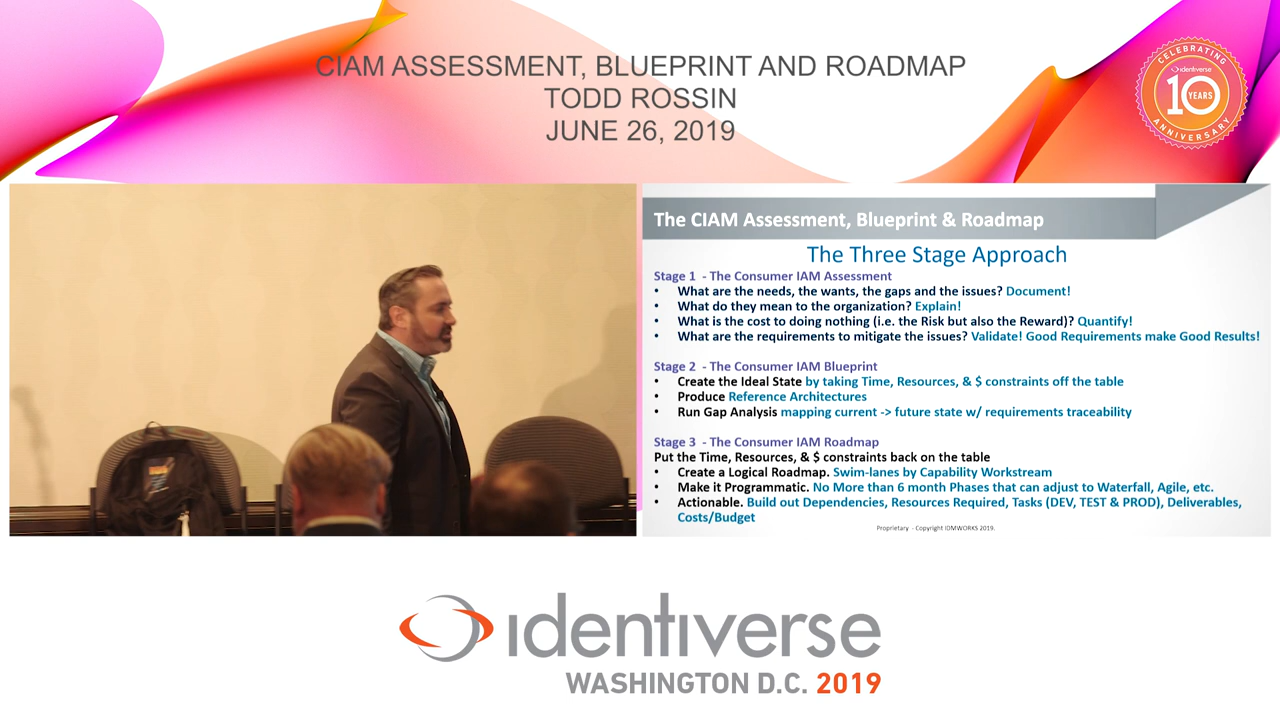 CIAM ASSESSMENT, BLUEPRINT AND ROADMAP
TODD ROSSIN
JUNE 26, 2019
CELEBRATING
identiverse
10 YEARS
ANNIVERSARY
The CIAM Assessment, Blueprint & Roadmap
The Three Stage Approach
Stage 1 - The Consumer IAM Assessment
• What are the needs, the wants, the gaps and the issues? Document!
• What do they mean to the organization? Explain!
• What is the cost to doing nothing (i.e. the Risk but also the Reward)? Quantify!
• What are the requirements to mitigate the issues? Validate! Good Requirements make Good Results!
Stage 2 - The Consumer IAM Blueprint
• Create the Ideal State by taking Time, Resources, & $ constraints off the table
• Produce Reference Architectures
• Run Gap Analysis mapping current -> future state w/ requirements traceability
Stage 3 - The Consumer IAM Roadmap
Put the Time, Resources, & $ constraints back on the table
• Create a Logical Roadmap. Swim-lanes by Capability Workstream
• Make it Programmatic. No More than 6 month Phases that can adjust to Waterfall, Agile, etc.
• Actionable. Build out Dependencies, Resources Required, Tasks (DEV, TEST & PROD), Deliverables,
Costs/Budget
Proprietary - Copyright IDMWORKS 2019.
identiverse
WASHINGTON D.C. 2019